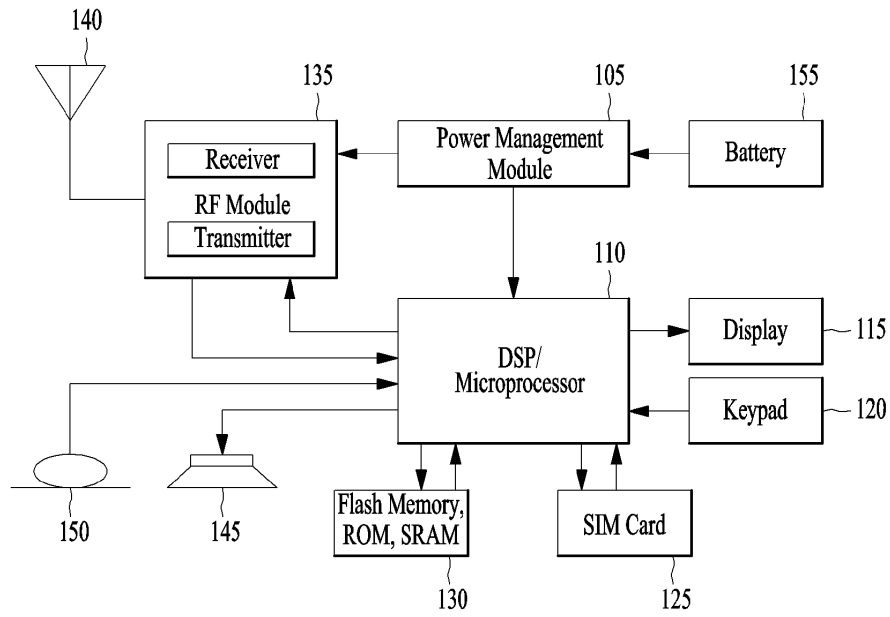 140
135
105
155
Receiver
RF Module
Transmitter
Power Management
Module
Battery
110
DSP/
Microprocessor
Display
115
Keypad
120
150
145
Flash Memory,
ROM, SRAM
SIM Card
130
125